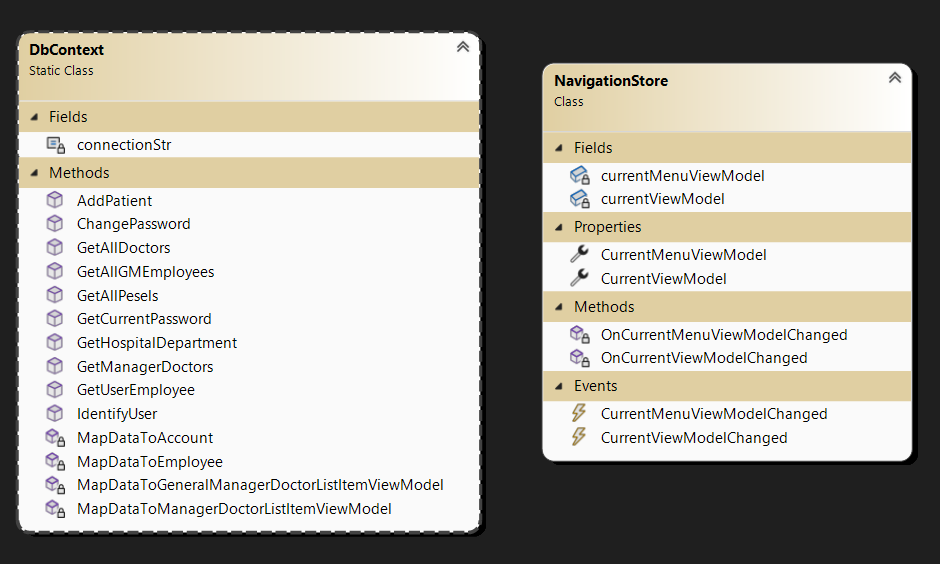 DbContext
Static Class
Fields
connectionStr
Methods
AddPatient
ChangePassword
GetAllDoctors
GetAllGMEmployees
GetAllPesels
GetCurrentPassword
GetHospitalDepartment
GetManagerDoctors
GetUserEmployee
IdentifyUser
MapDataToAccount
MapDataToEmployee
MapDataToGeneralManagerDoctorListItemViewModel
MapDataToManagerDoctorListItemViewModel
NavigationStore
Class
Fields
currentMenuViewModel
currentViewModel
Properties
CurrentMenuViewModel
CurrentViewModel
Methods
OnCurrentMenuViewModelChanged
OnCurrentViewModelChanged
Events
CurrentMenuViewModelChanged
CurrentViewModelChanged